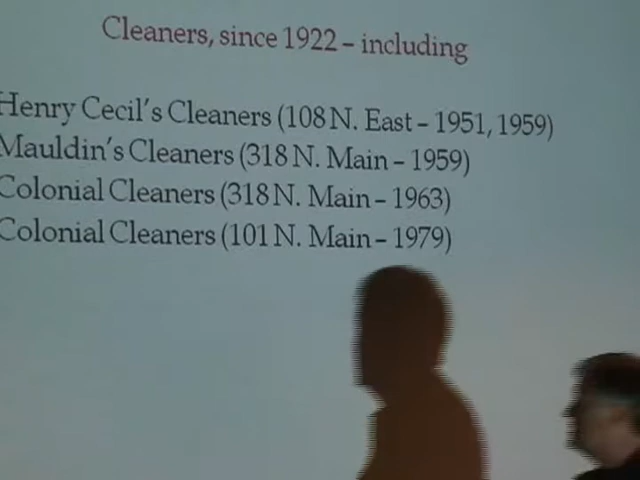 Cleaners, since 1922 – including
Henry Cecil's Cleaners (108 N. East – 1951, 1959)
Mauldin's Cleaners (318 N. Main – 1959)
Colonial Cleaners (318 N. Main – 1963)
Colonial Cleaners (101 N. Main – 1979)